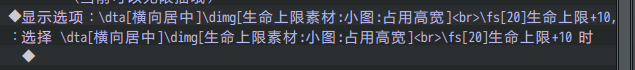 ◆显示选项：\dta[横向居中]\dimg[生命上限素材:小图:占用高宽]<br>\fs[20]生命上限+10,
：选择 \dta[横向居中]\dimg[生命上限素材:小图:占用高宽]<br>\fs[20]生命上限+10 时
◆